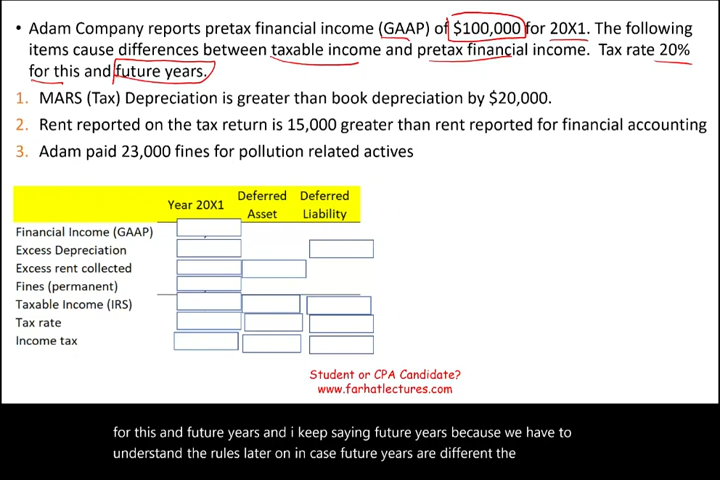 • Adam Company reports pretax financial income (GAAP) of $100,000 for 20X1. The following
items cause differences between taxable income and pretax financial income. Tax rate 20%
for this and future years.
1. MARS (Tax) Depreciation is greater than book depreciation by $20,000.
2. Rent reported on the tax return is 15,000 greater than rent reported for financial accounting
3. Adam paid 23,000 fines for pollution related actives
Year 20X1 Deferred Asset Deferred Liability
Financial Income (GAAP)
Excess Depreciation
Excess rent collected
Fines (permanent)
Taxable Income (IRS)
Tax rate
Income tax
Student or CPA Candidate?
www.farhatlectures.com
for this and future years and i keep saying future years because we have to
understand the rules later on in case future years are different the